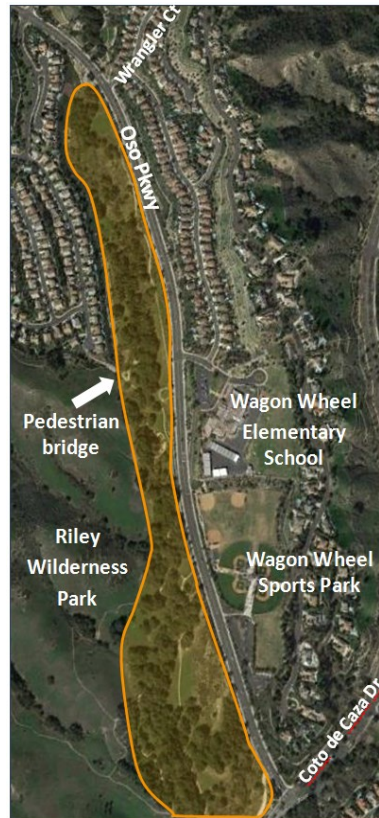 Wrangler Ct
Oso Pkwy
Pedestrian
bridge
Wagon Wheel
Elementary
School
Riley
Wilderness
Park
Wagon Wheel
Sports Park
Coto de Caza Dr